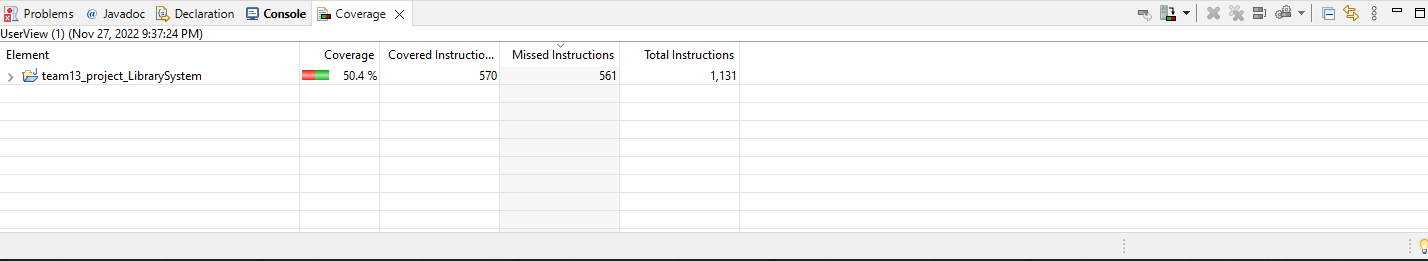 Problems Javadoc Declaration Console Coverage
UserView (1) (Nov 27, 2022 9:37:24 PM)
Element Coverage Covered Instructio... Missed Instructions Total Instructions
team13_project_LibrarySystem 50.4 % 570 561 1,131